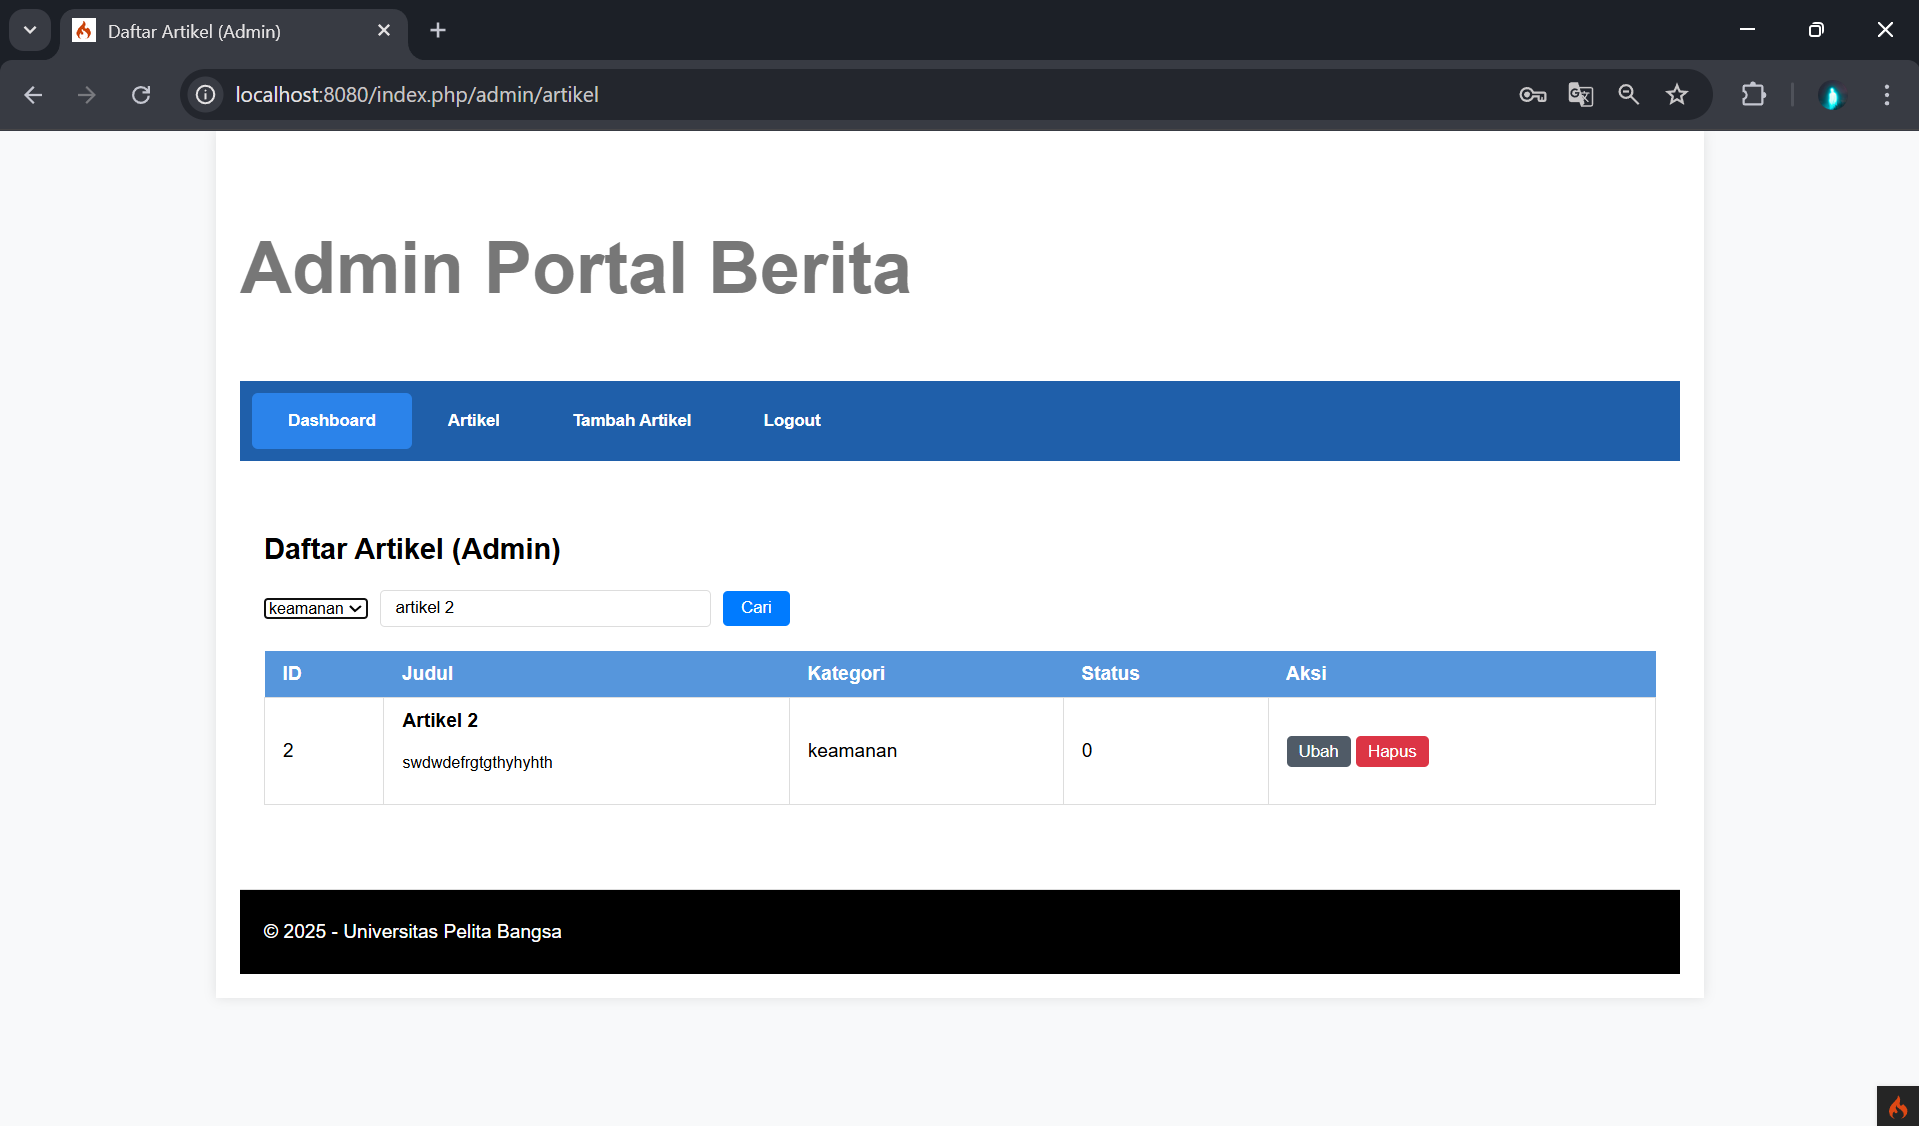 Daftar Artikel (Admin)
localhost:8080/index.php/admin/artikel
Admin Portal Berita
Dashboard Artikel Tambah Artikel Logout
Daftar Artikel (Admin)
keamanan artikel 2 Cari
ID Judul Kategori Status Aksi
Artikel 2
2 keamanan 0 Ubah Hapus
swdwdefrgtgthyhyhth
© 2025 - Universitas Pelita Bangsa